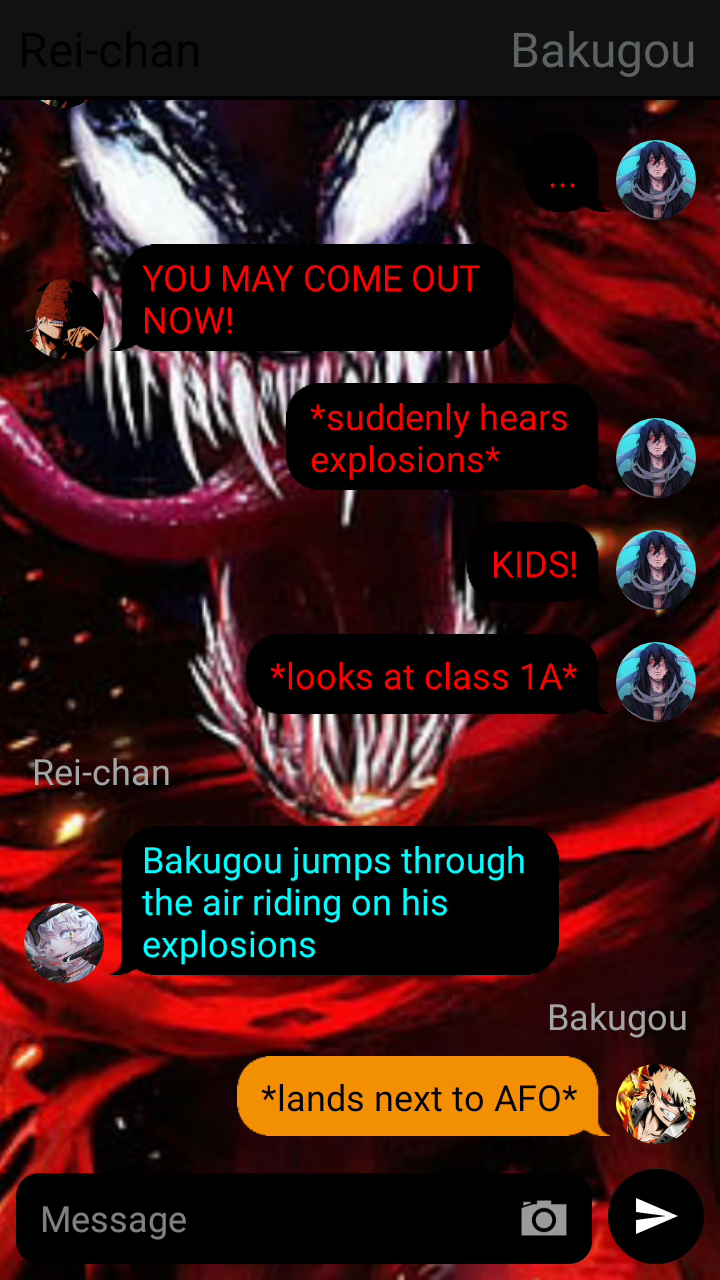 Rei-chan Bakugou
...
YOU MAY COME OUT
NOW!
*suddenly hears
explosions*
KIDS!
*looks at class 1A*
Rei-chan
Bakugou jumps through
the air riding on his
explosions
Bakugou
*lands next to AFO*
Message